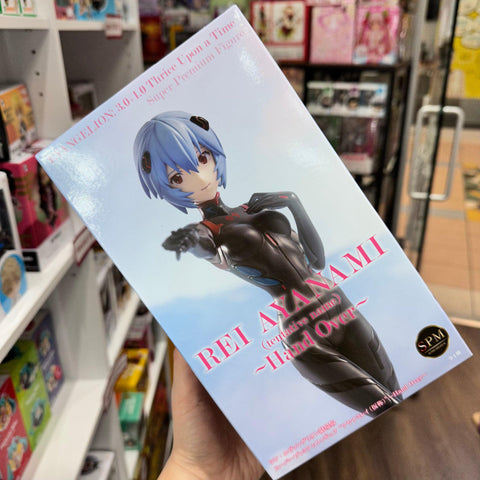 EVANGELION: 3.0+1.0 Thrice Upon a Time
Super Premium Figure
REI AYANAMI
(tentative name)
~Hand Over~
SPM